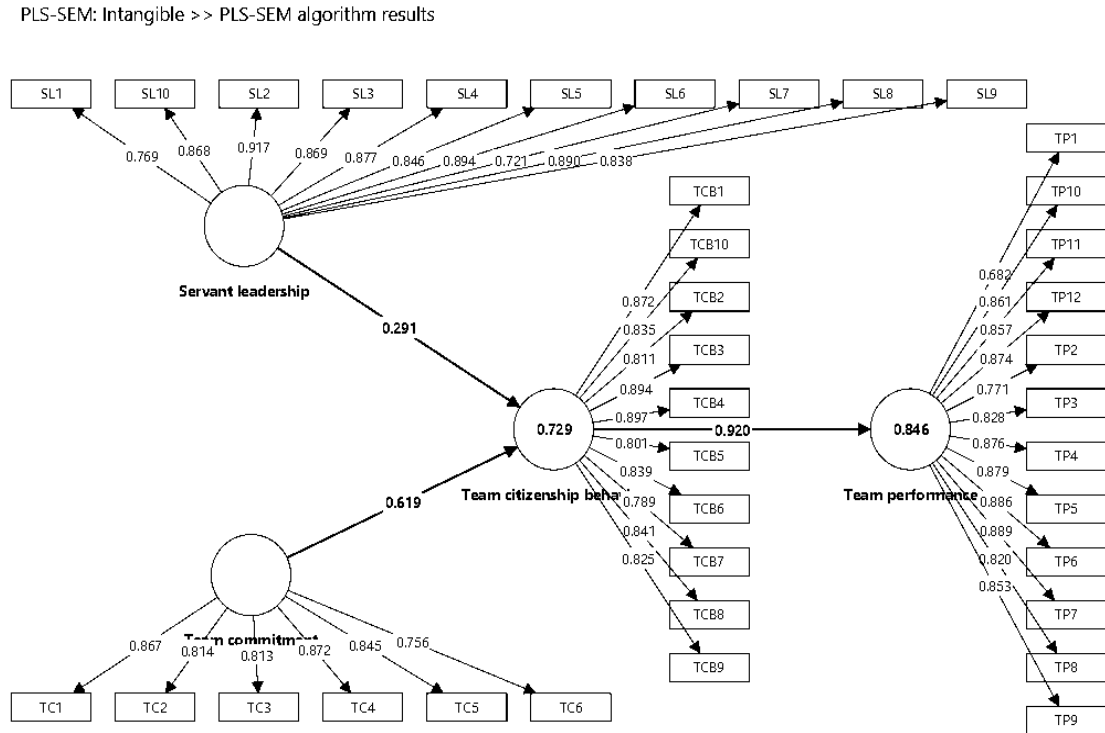 PLS-SEM: Intangible >> PLS-SEM algorithm results
SL1 SL10 SL2 SL3 SL4 SL5 SL6 SL7 SL8 SL9
0.769 0.868 0.917 0.869 0.877 0.846 0.894 0.721 0.890 0.838
Servant leadership
0.291
0.619
Team commitment
0.867 0.814 0.813 0.872 0.845 0.756
TC1 TC2 TC3 TC4 TC5 TC6
0.729
Team citizenship beha
TCB1
TCB10
TCB2
TCB3
TCB4
TCB5
TCB6
TCB7
TCB8
TCB9
0.872
0.835
0.811
0.894
0.897
0.801
0.839
0.789
0.841
0.825
0.920
0.846
Team performance
0.682
0.861
0.857
0.874
0.771
0.828
0.876
0.879
0.886
0.889
0.820
0.853
TP1
TP10
TP11
TP12
TP2
TP3
TP4
TP5
TP6
TP7
TP8
TP9